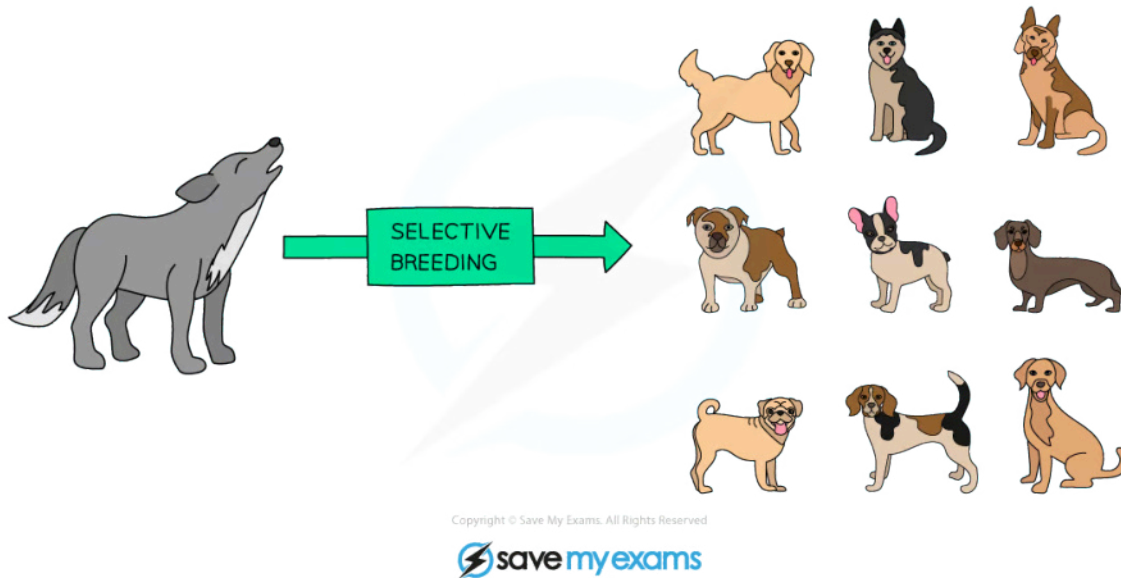 SELECTIVE
BREEDING
Copyright © Save My Exams. All Rights Reserved
save my exams